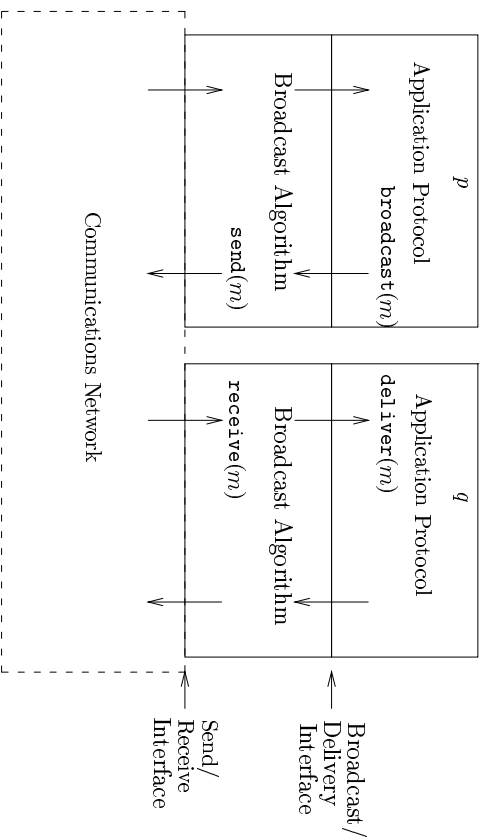 p
Application Protocol
broadcast(m)
Broadcast Algorithm
send(m)
q
Application Protocol
deliver(m)
Broadcast Algorithm
receive(m)
Communications Network
Broadcast/
Delivery
Interface
Send/
Receive
Interface